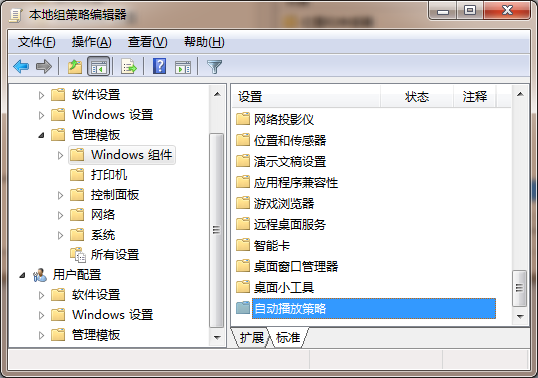 本地组策略编辑器
文件(F) 操作(A) 查看(V) 帮助(H)
软件设置
Windows 设置
管理模板
Windows 组件
打印机
控制面板
网络
系统
所有设置
用户配置
软件设置
Windows 设置
管理模板
设置 状态 注释
网络投影仪
位置和传感器
演示文稿设置
应用程序兼容性
游戏浏览器
远程桌面服务
智能卡
桌面窗口管理器
桌面小工具
自动播放策略
扩展 标准